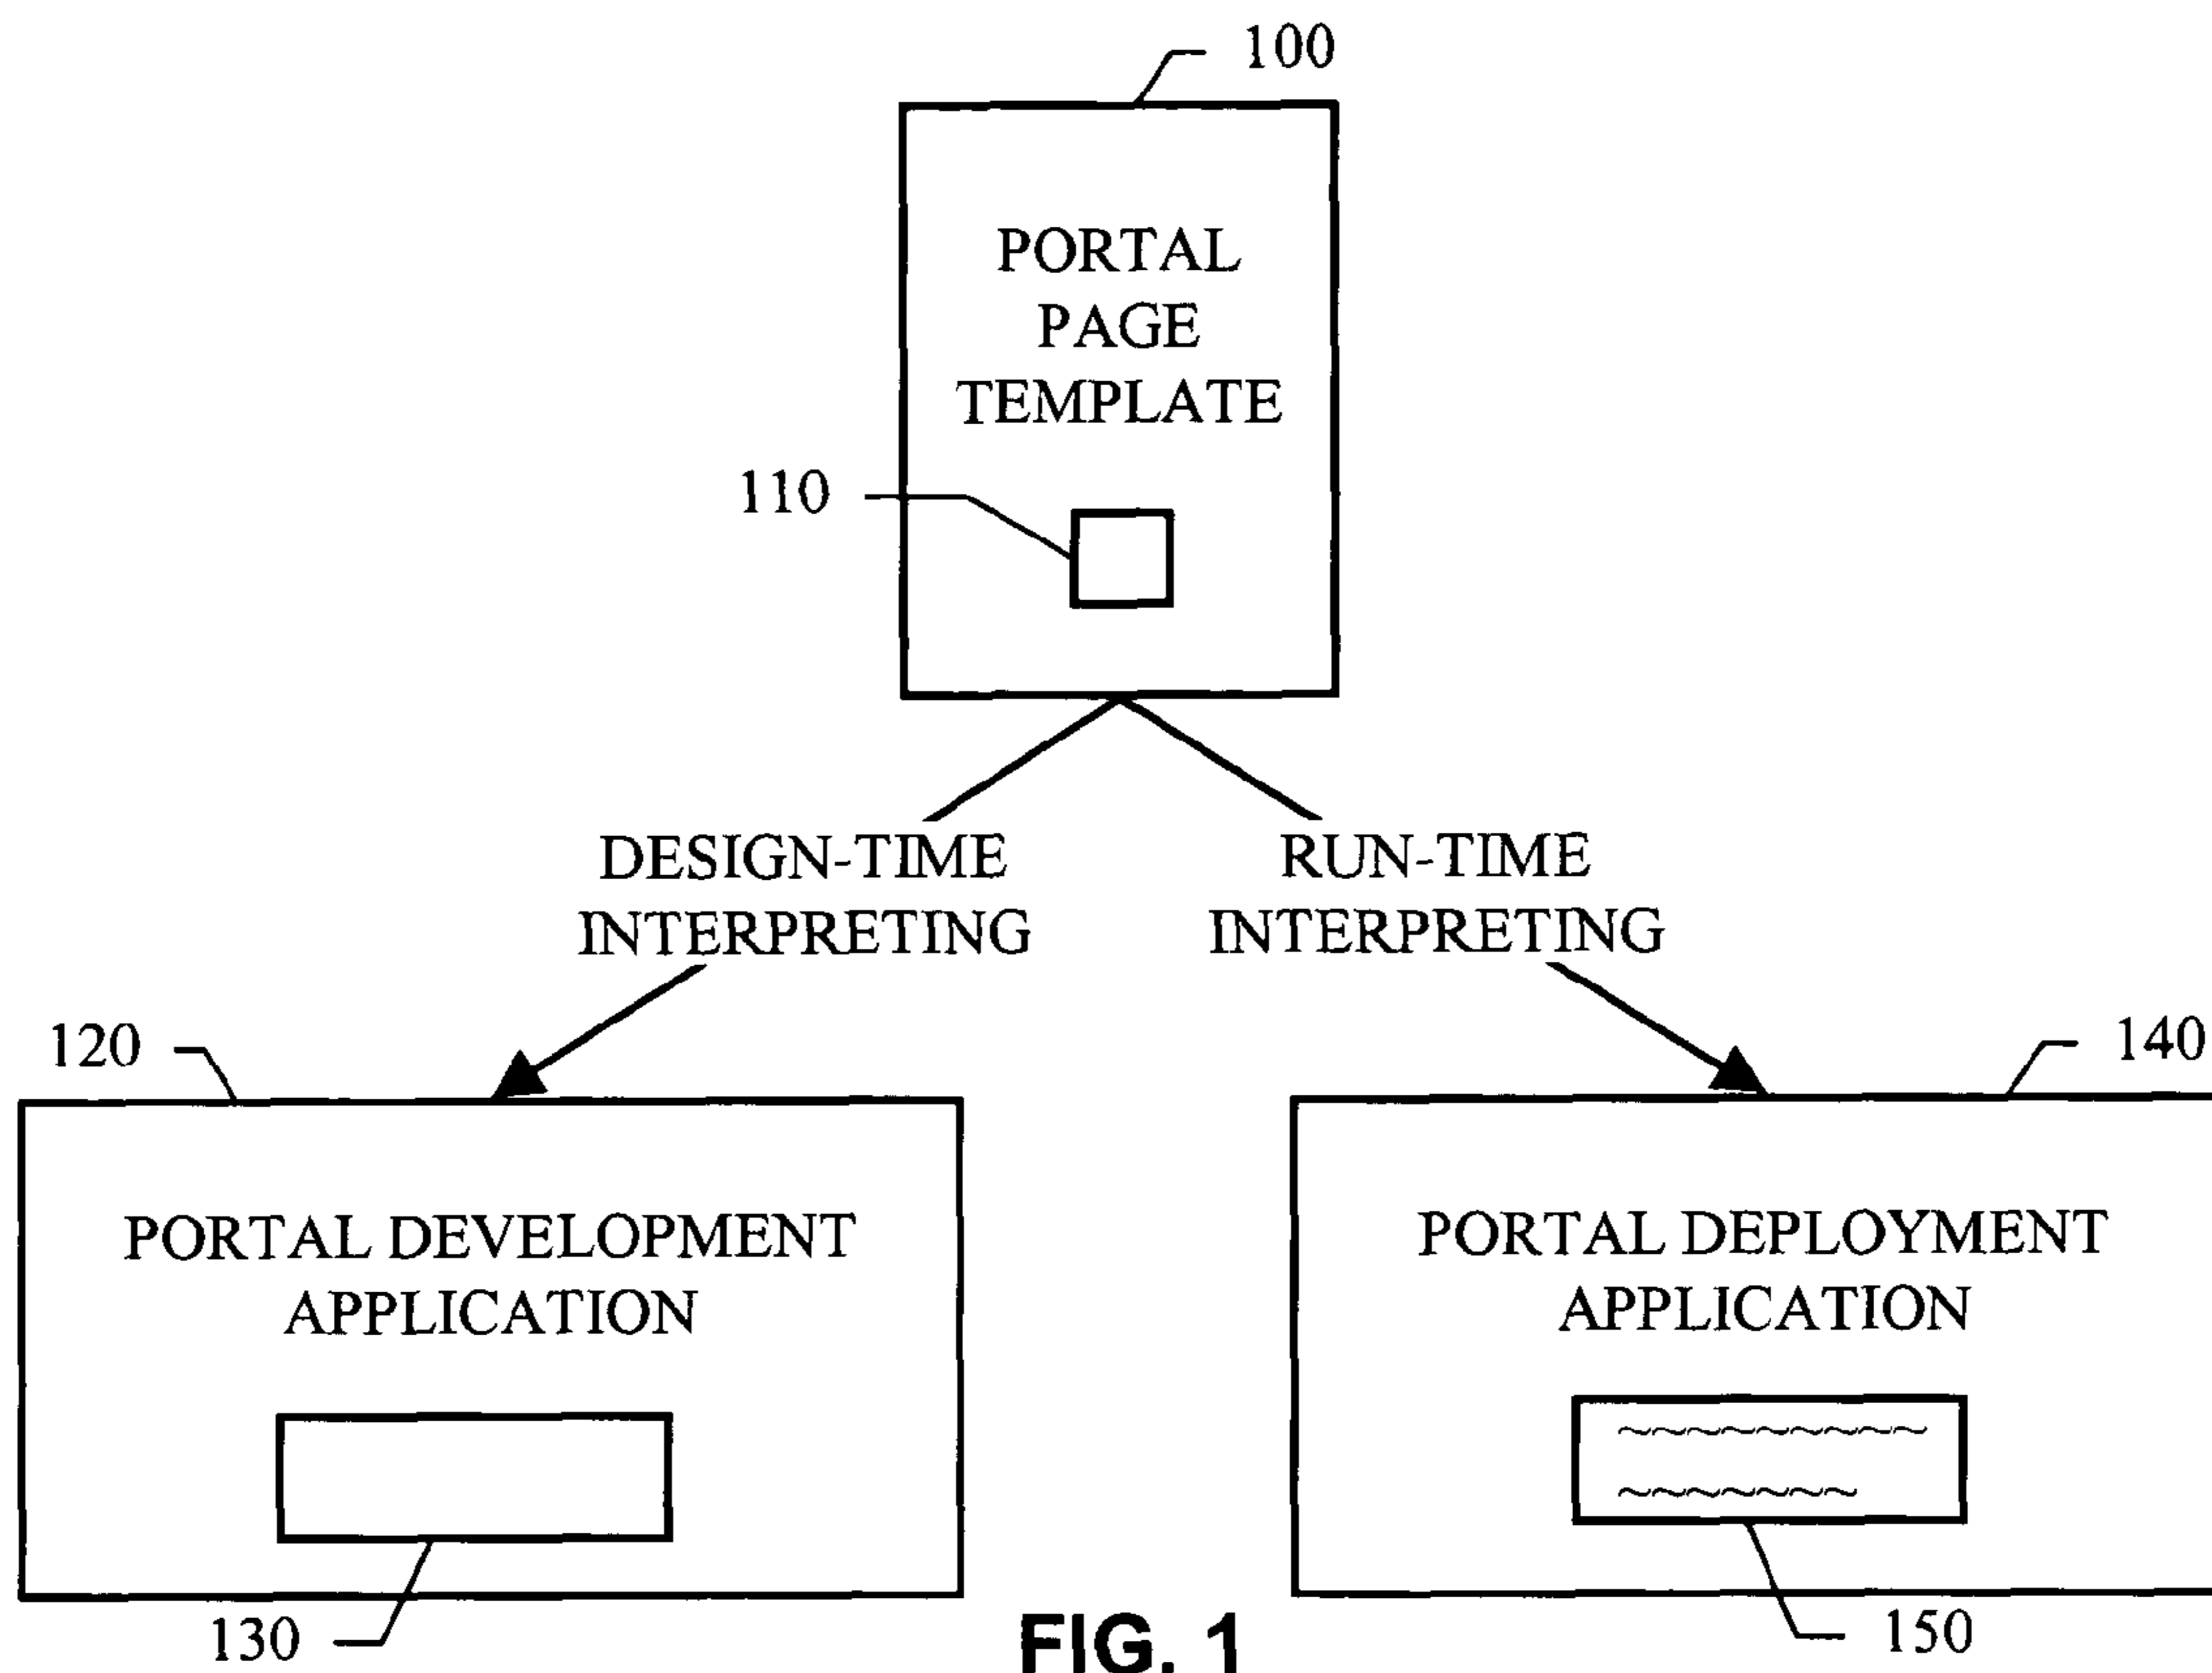 100
PORTAL
PAGE
TEMPLATE
110
DESIGN-TIME
INTERPRETING
RUN-TIME
INTERPRETING
120
140
PORTAL DEVELOPMENT
APPLICATION
PORTAL DEPLOYMENT
APPLICATION
130
150
FIG. 1